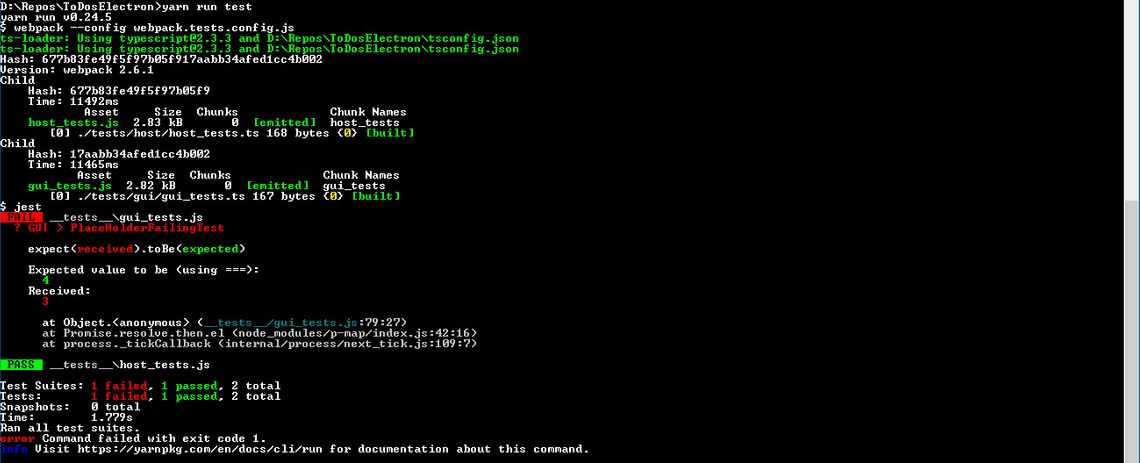 D:\Repos\ToDosElectron>yarn run test
yarn run v0.24.5
$ webpack --config webpack.tests.config.js
ts-loader: Using typescript@2.3.3 and D:\Repos\ToDosElectron\tsconfig.json
ts-loader: Using typescript@2.3.3 and D:\Repos\ToDosElectron\tsconfig.json
Hash: 677b83fe49f5f97b05f917aabb34afed1cc4b002
Version: webpack 2.6.1
Child
    Hash: 677b83fe49f5f97b05f9
    Time: 11492ms
            Asset     Size  Chunks             Chunk Names
    host_tests.js  2.83 kB       0  [emitted]  host_tests
       [0] ./tests/host/host_tests.ts 168 bytes {0} [built]
Child
    Hash: 17aabb34afed1cc4b002
    Time: 11465ms
           Asset     Size  Chunks             Chunk Names
    gui_tests.js  2.82 kB       0  [emitted]  gui_tests
       [0] ./tests/gui/gui_tests.ts 167 bytes {0} [built]
$ jest
FAIL __tests__\gui_tests.js
  ? GUI > PlaceHolderFailingTest
    expect(received).toBe(expected)
    Expected value to be (using ===):
      4
    Received:
      3
      at Object.<anonymous> (__tests__/gui_tests.js:79:27)
      at Promise.resolve.then.el (node_modules/p-map/index.js:42:16)
      at process._tickCallback (internal/process/next_tick.js:109:7)
PASS __tests__\host_tests.js
Test Suites: 1 failed, 1 passed, 2 total
Tests:       1 failed, 1 passed, 2 total
Snapshots:   0 total
Time:        1.779s
Ran all test suites.
error Command failed with exit code 1.
info Visit https://yarnpkg.com/en/docs/cli/run for documentation about this command.